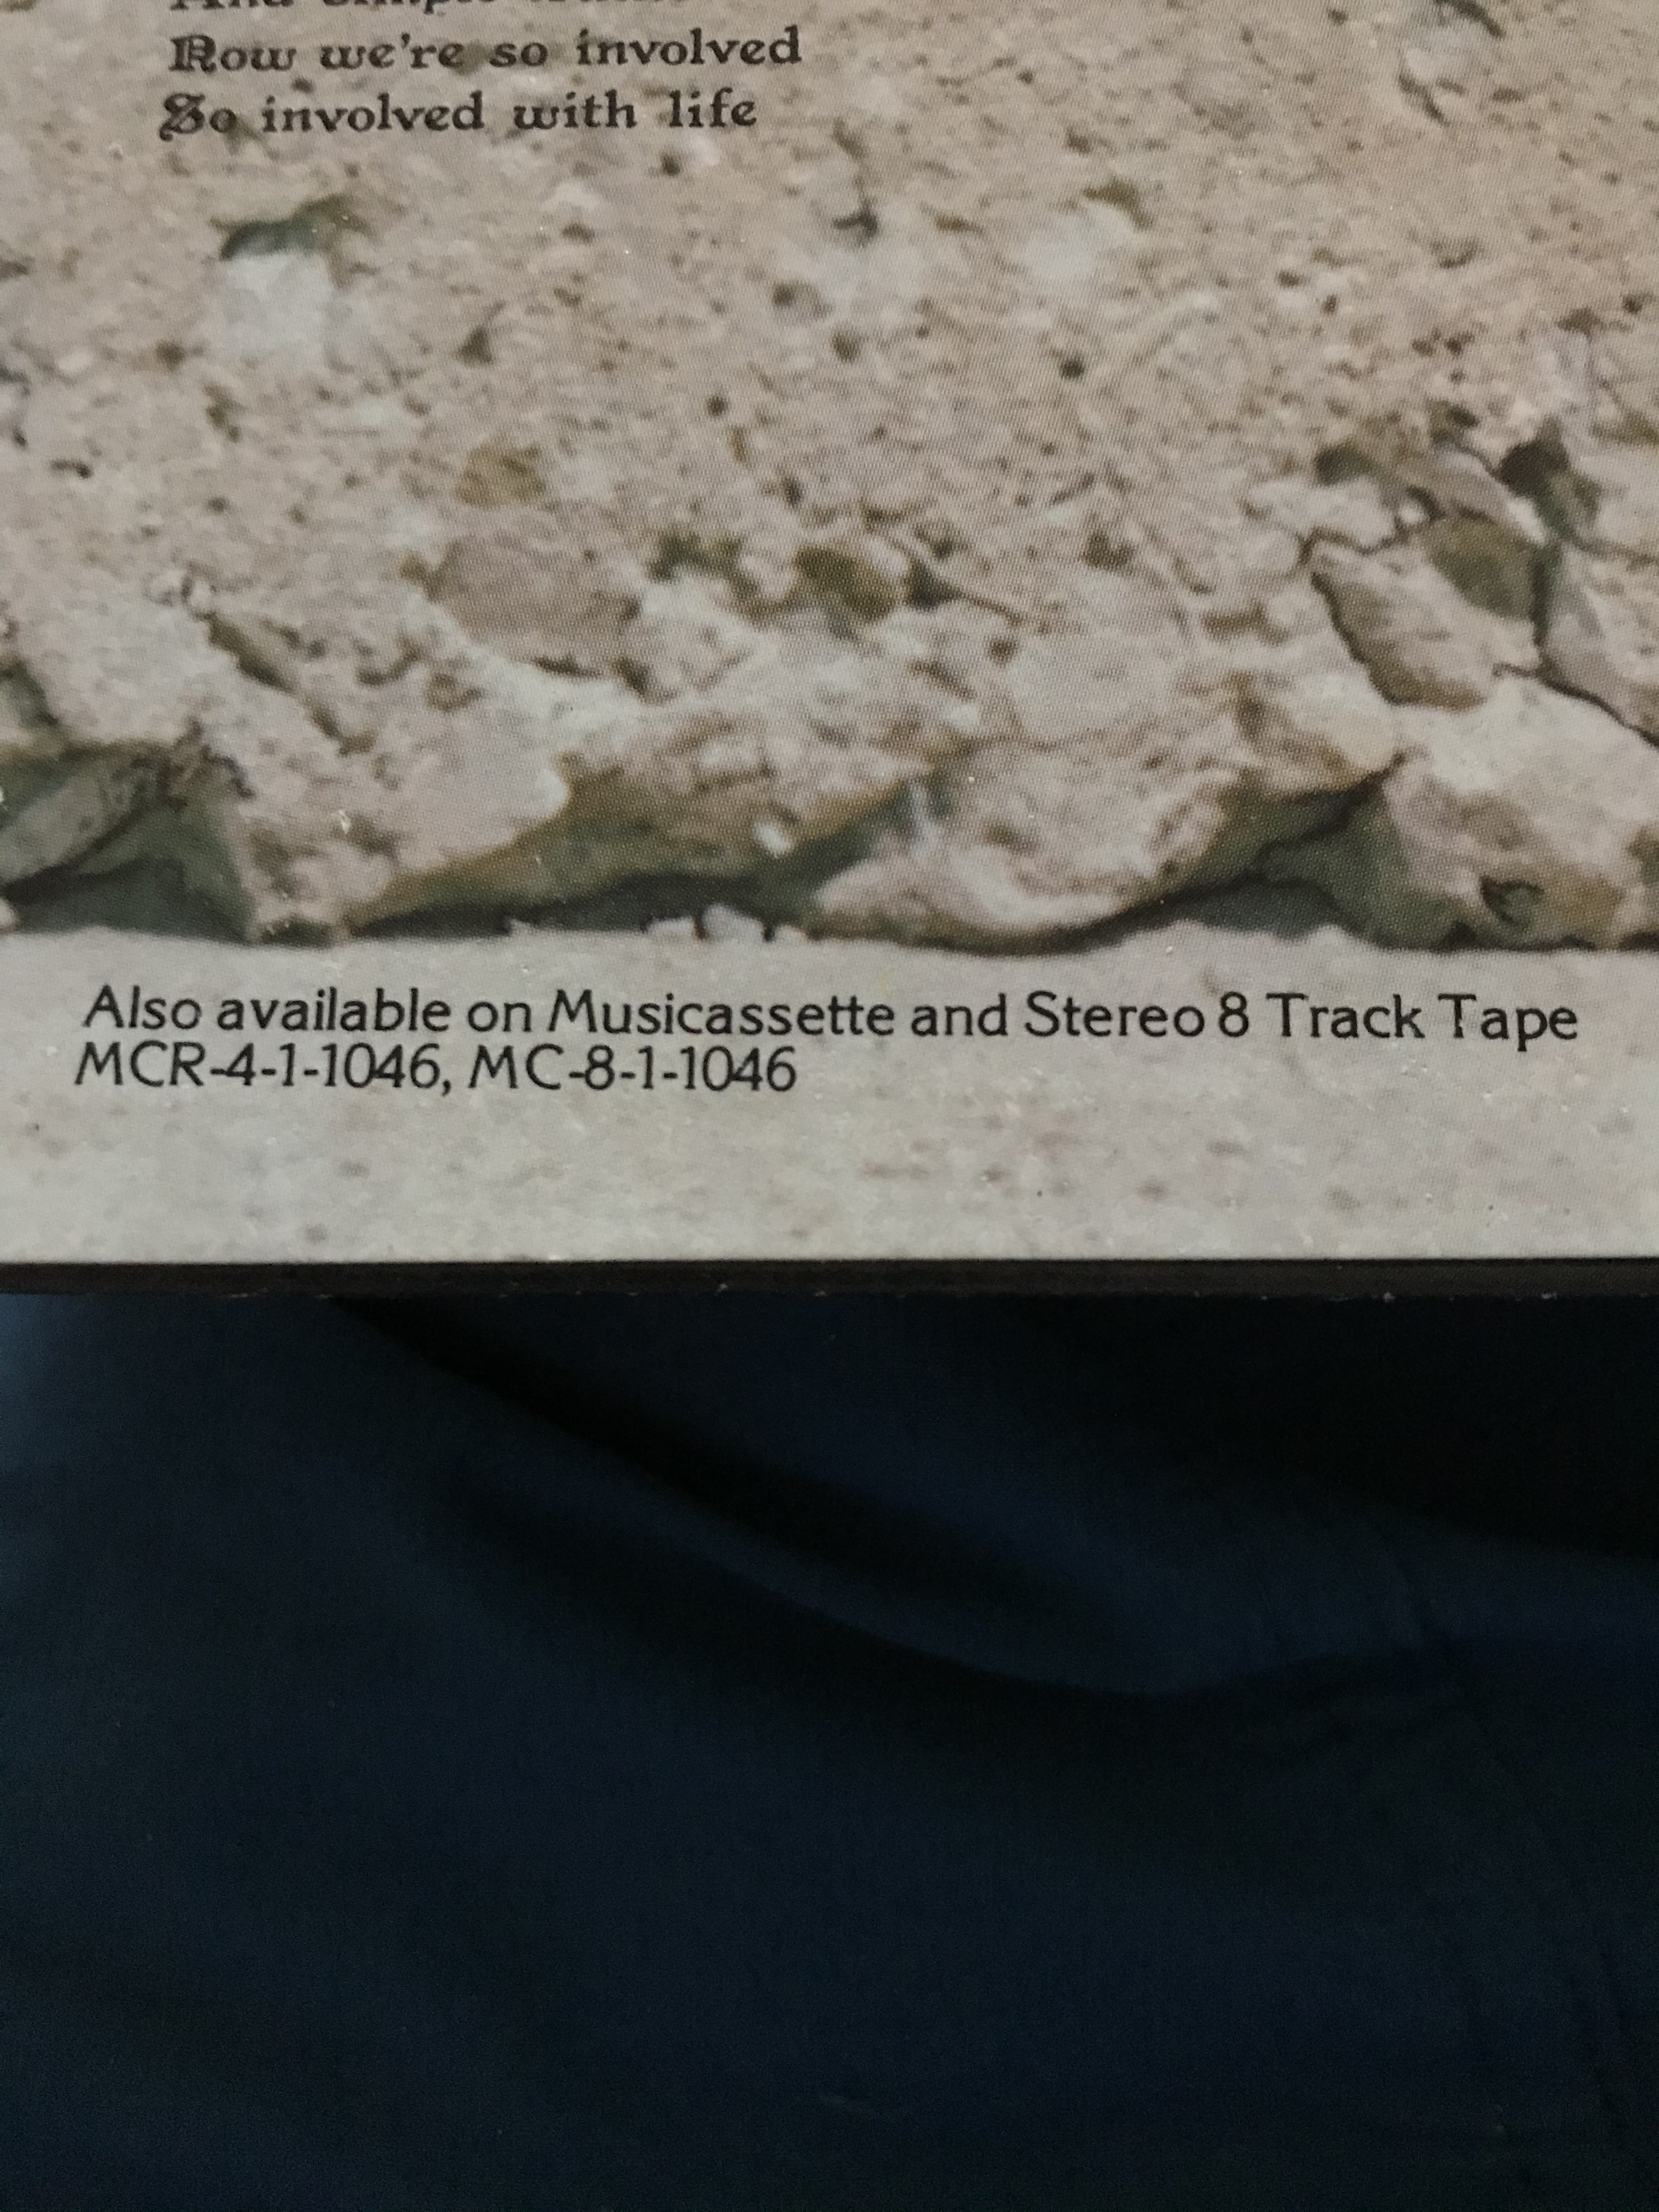 Now we're so involved
So involved with life
Also available on Musicassette and Stereo 8 Track Tape
MCR-4-1-1046, MC-8-1-1046